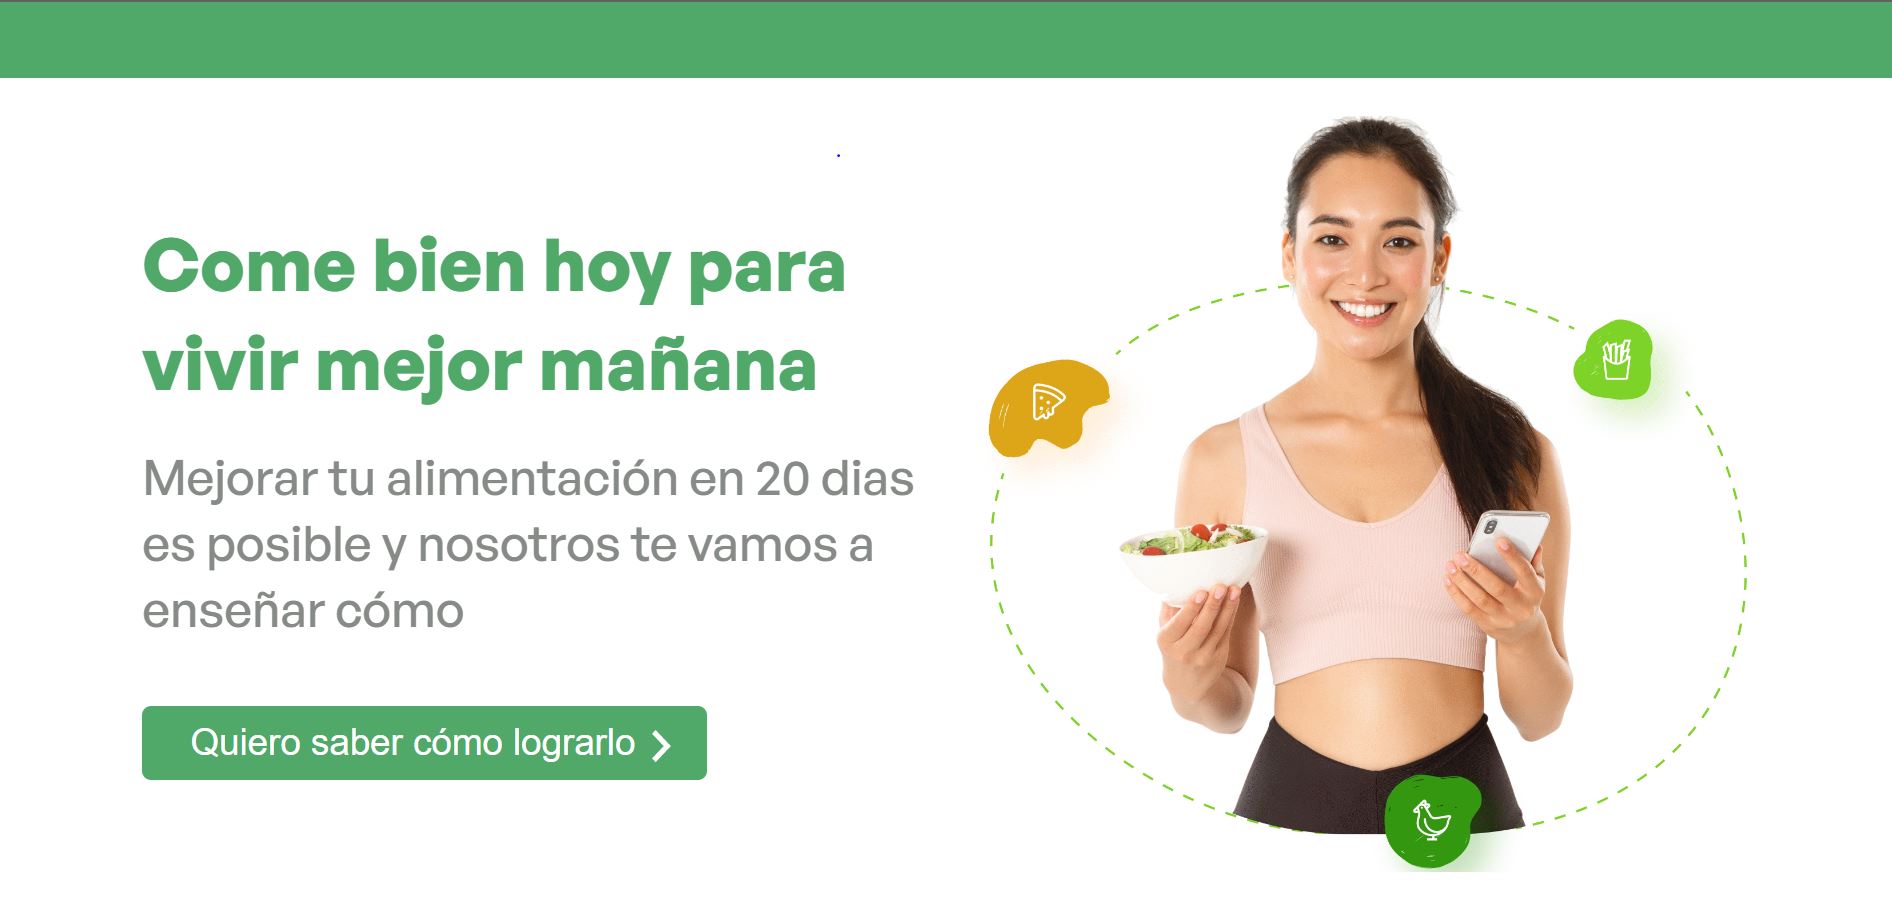 Come bien hoy para
vivir mejor mañana
Mejorar tu alimentación en 20 dias
es posible y nosotros te vamos a
enseñar cómo
Quiero saber cómo lograrlo